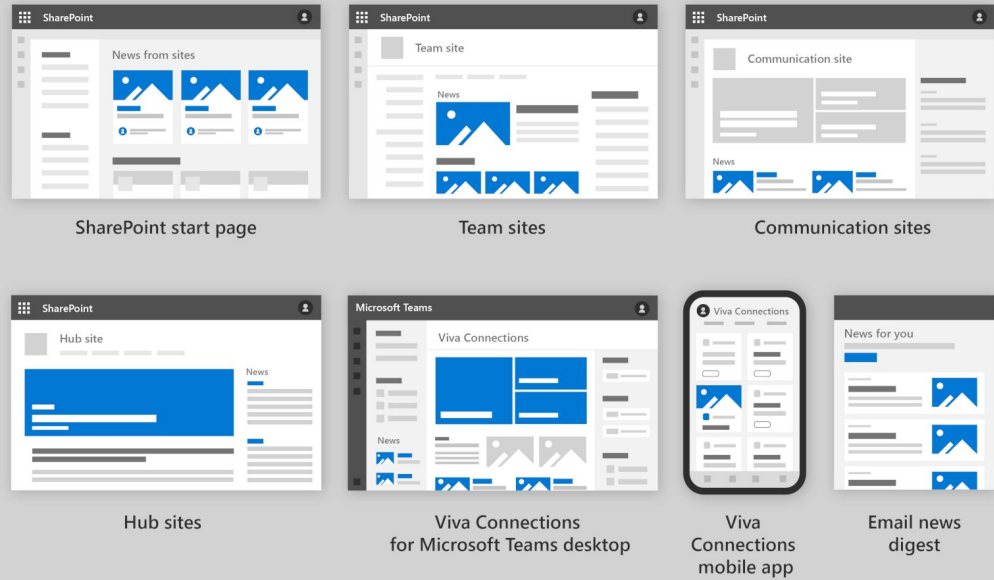 SharePoint
News from sites
SharePoint start page
SharePoint
Team site
News
Team sites
SharePoint
Communication site
News
Communication sites
SharePoint
Hub site
News
Hub sites
Microsoft Teams
Viva Connections
News
Viva Connections
for Microsoft Teams desktop
Viva Connections
Viva
Connections
mobile app
News for you
Email news
digest